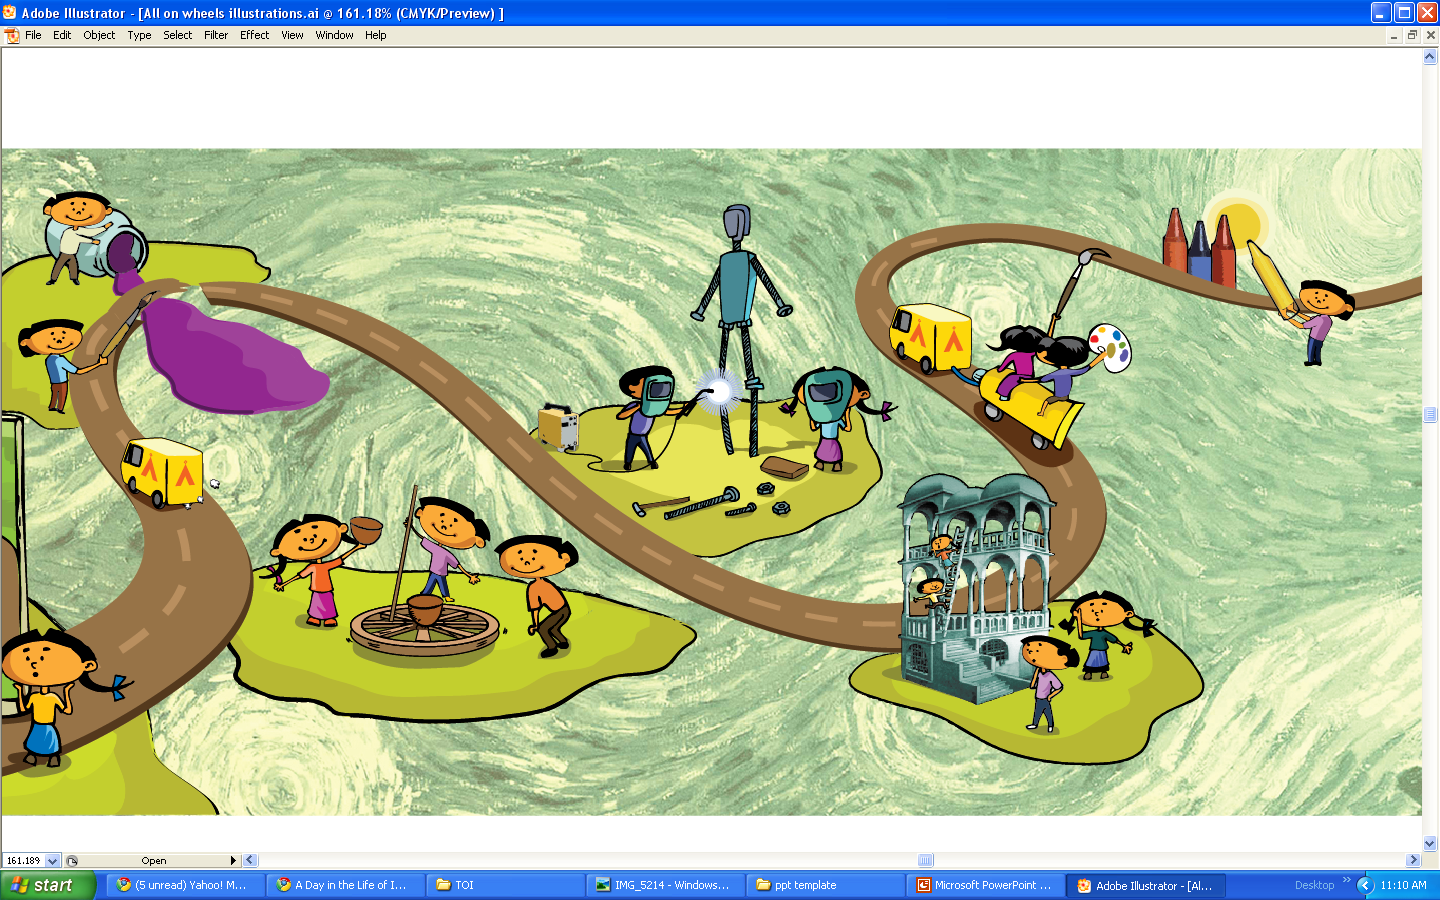 Adobe Illustrator - [All on wheels illustrations.ai @ 161.18% (CMYK/Preview) ]
File Edit Object Type Select Filter Effect View Window Help
161.189 Open
start (5 unread) Yahoo! M... A Day in the Life of I... TOI IMG_5214 - Windows... ppt template Microsoft PowerPoint ... Adobe Illustrator - [Al... Desktop 11:10 AM